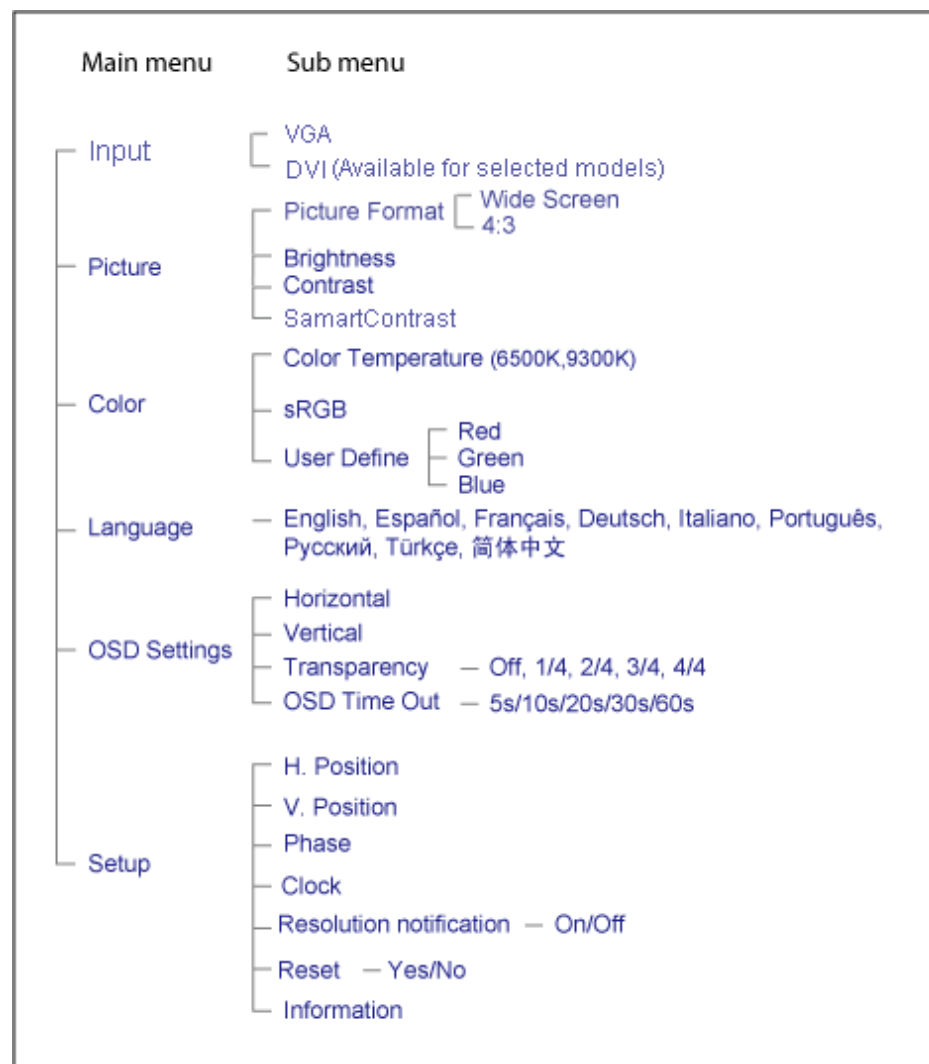 Main menu Sub menu
Input
VGA
DVI (Available for selected models)
Picture
Picture Format
Wide Screen
4:3
Brightness
Contrast
SamartContrast
Color
Color Temperature (6500K,9300K)
sRGB
User Define
Red
Green
Blue
Language
English, Español, Français, Deutsch, Italiano, Português,
Русский, Türkçe, 简体中文
OSD Settings
Horizontal
Vertical
Transparency — Off, 1/4, 2/4, 3/4, 4/4
OSD Time Out — 5s/10s/20s/30s/60s
Setup
H. Position
V. Position
Phase
Clock
Resolution notification — On/Off
Reset — Yes/No
Information